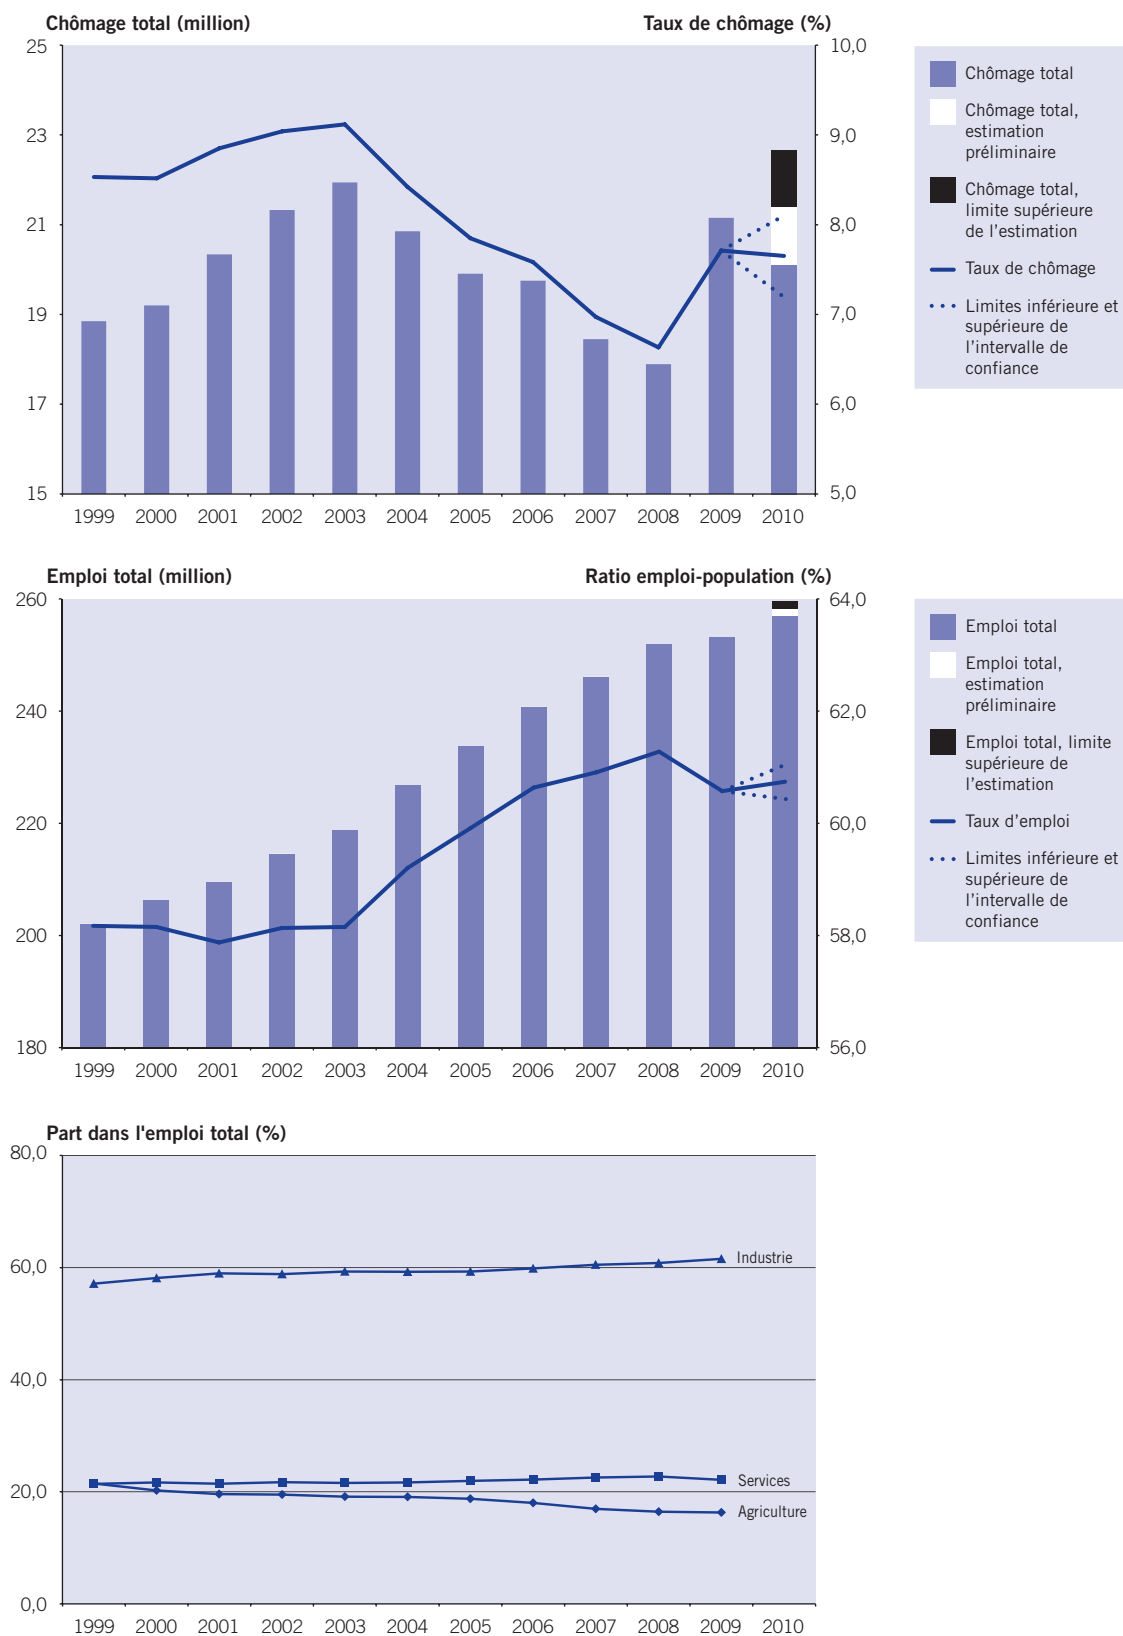 Chômage total (million)
Taux de chômage (%)
25
23
21
19
17
15
10,0
9,0
8,0
7,0
6,0
5,0
1999 2000 2001 2002 2003 2004 2005 2006 2007 2008 2009 2010
Chômage total
Chômage total,
estimation
préliminaire
Chômage total,
limite supérieure
de l’estimation
Taux de chômage
Limites inférieure et
supérieure de
l’intervalle de
confiance
Emploi total (million)
Ratio emploi-population (%)
260
240
220
200
180
64,0
62,0
60,0
58,0
56,0
1999 2000 2001 2002 2003 2004 2005 2006 2007 2008 2009 2010
Emploi total
Emploi total,
estimation
préliminaire
Emploi total, limite
supérieure de
l’estimation
Taux d’emploi
Limites inférieure et
supérieure de
l’intervalle de
confiance
Part dans l'emploi total (%)
80,0
60,0
40,0
20,0
0,0
Industrie
Services
Agriculture
1999 2000 2001 2002 2003 2004 2005 2006 2007 2008 2009 2010